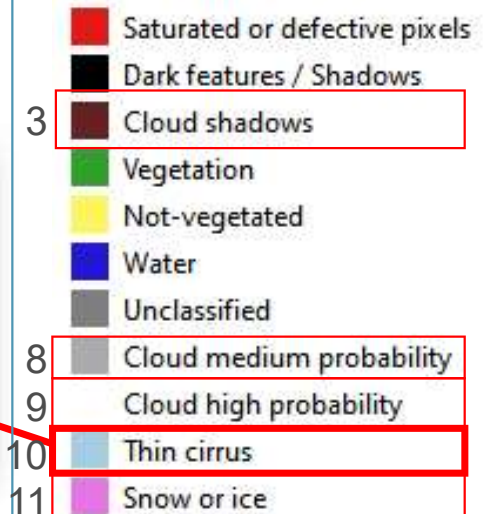 Saturated or defective pixels
Dark features / Shadows
3 Cloud shadows
Vegetation
Not-vegetated
Water
Unclassified
8 Cloud medium probability
9 Cloud high probability
10 Thin cirrus
11 Snow or ice